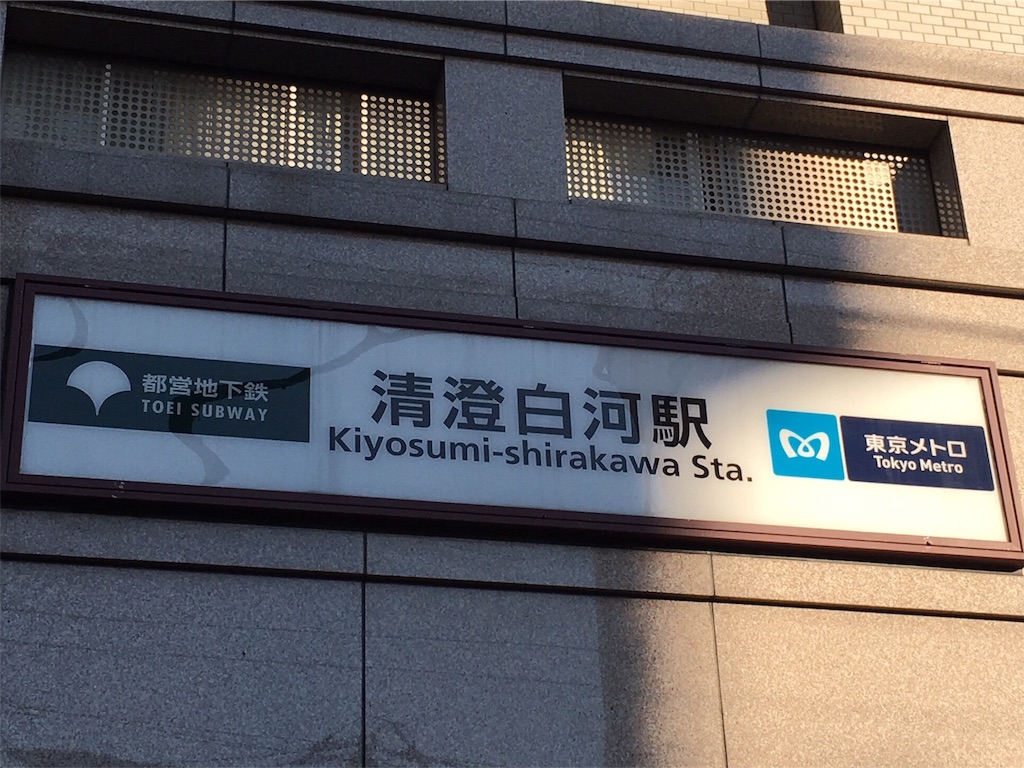 都営地下鉄
TOEI SUBWAY
清澄白河駅
Kiyosumi-shirakawa Sta.
東京メトロ
Tokyo Metro